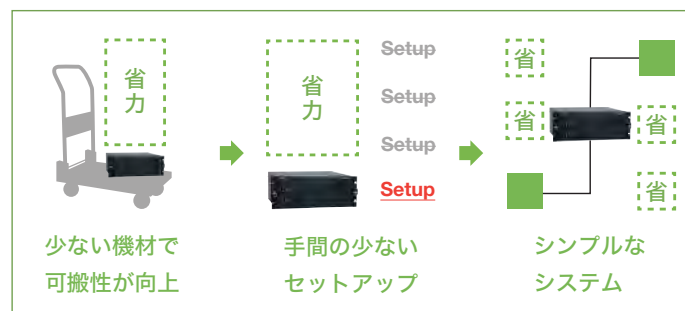 省
力
少ない機材で
可搬性が向上
省
力
Setup
Setup
Setup
Setup
手間の少ない
セットアップ
省
省
省
省
シンプルな
システム